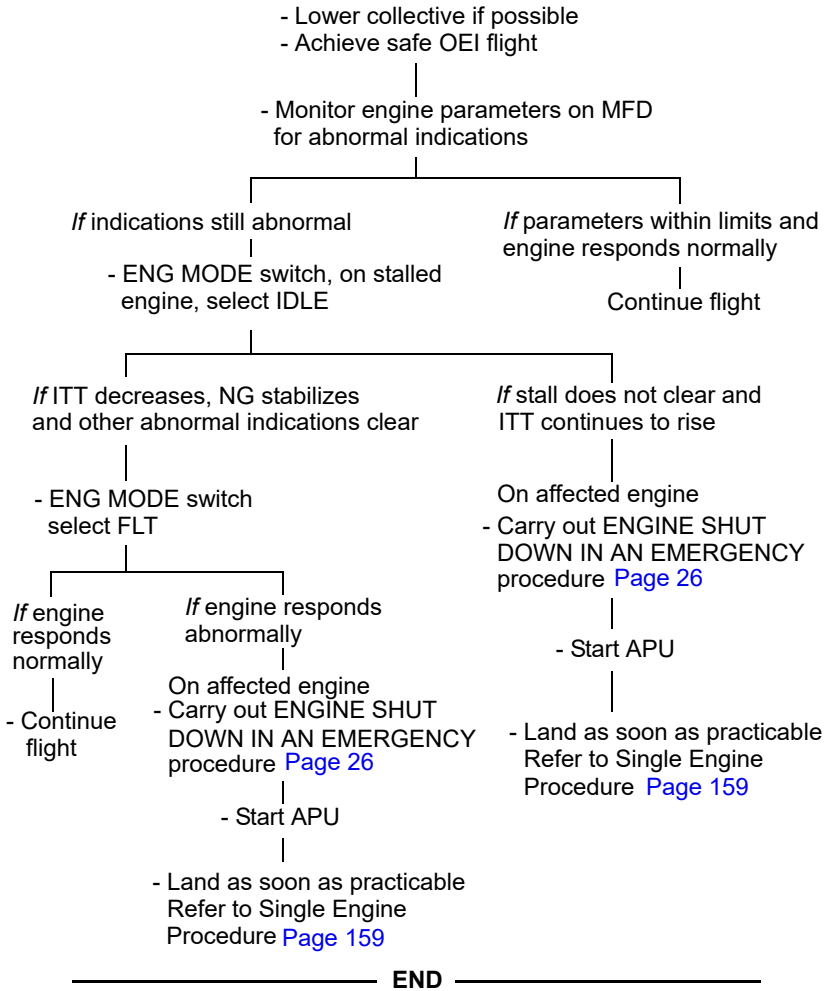 - Lower collective if possible
- Achieve safe OEI flight
- Monitor engine parameters on MFD
for abnormal indications
If indications still abnormal
- ENG MODE switch, on stalled
engine, select IDLE
If parameters within limits and
engine responds normally
Continue flight
If ITT decreases, NG stabilizes
and other abnormal indications clear
- ENG MODE switch
select FLT
If engine
responds
normally
- Continue
flight
If engine responds
abnormally
On affected engine
- Carry out ENGINE SHUT
DOWN IN AN EMERGENCY
procedure Page 26
- Start APU
- Land as soon as practicable
Refer to Single Engine
Procedure Page 159
If stall does not clear and
ITT continues to rise
On affected engine
- Carry out ENGINE SHUT
DOWN IN AN EMERGENCY
procedure Page 26
- Start APU
- Land as soon as practicable
Refer to Single Engine
Procedure Page 159
END